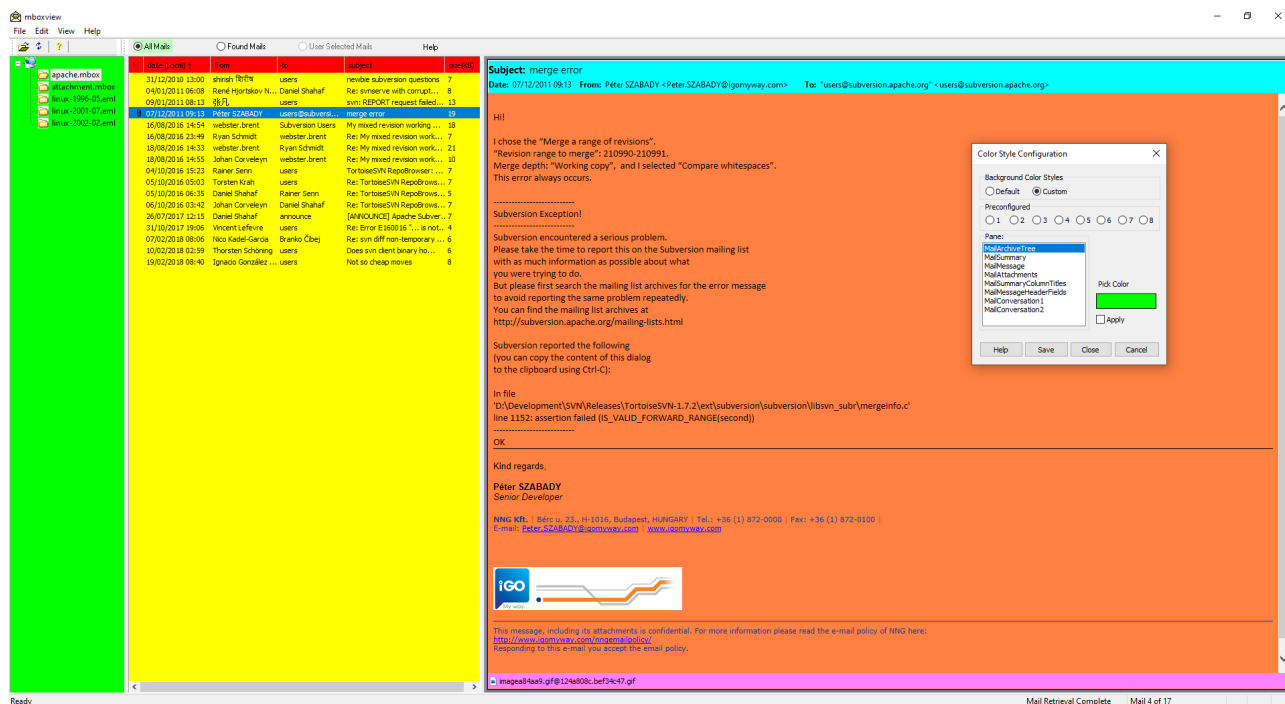 mboxview
File Edit View Help
? All Mails Found Mails User Selected Mails Help
apache.mbox
attachment.mbox
linux-1996-05.eml
linux-2001-07.eml
linux-2002-02.eml
! date (Local) from to subject size(KB)
31/12/2010 13:00 shirish शिरीष users newbie subversion questions 7
04/01/2011 06:08 René Hjortskov N... Daniel Shahaf Re: svnserve with corrupt... 8
09/01/2011 08:13 张凡 users svn: REPORT request failed... 13
07/12/2011 09:13 Péter SZABADY users@subversi... merge error 19
16/08/2016 14:54 webster.brent Subversion Users My mixed revision working ... 18
16/08/2016 23:49 Ryan Schmidt webster.brent Re: My mixed revision work... 7
18/08/2016 14:33 webster.brent Ryan Schmidt Re: My mixed revision work... 21
18/08/2016 14:55 Johan Corveleyn webster.brent Re: My mixed revision work... 10
04/10/2016 15:23 Rainer Senn users TortoiseSVN RepoBrowser: ... 7
05/10/2016 05:03 Torsten Krah users Re: TortoiseSVN RepoBrows... 7
05/10/2016 06:35 Daniel Shahaf Rainer Senn Re: TortoiseSVN RepoBrows... 5
06/10/2016 03:42 Johan Corveleyn Daniel Shahaf Re: TortoiseSVN RepoBrows... 7
26/07/2017 12:15 Daniel Shahaf announce [ANNOUNCE] Apache Subver... 7
31/10/2017 19:06 Vincent Lefevre users Re: Error E160016 "... is not... 4
07/02/2018 08:06 Nico Kadel-Garcia Branko Čibej Re: svn diff non-temporary ... 6
10/02/2018 02:59 Thorsten Schöning users Does svn client binary ho... 6
19/02/2018 08:40 Ignacio González ... users Not so cheap moves 8
Subject: merge error
Date: 07/12/2011 09:13 From: Péter SZABADY <Peter.SZABADY@igomyway.com> To: "users@subversion.apache.org" <users@subversion.apache.org>
Hi!
I chose the “Merge a range of revisions”.
“Revision range to merge”: 210990-210991.
Merge depth: “Working copy”, and I selected “Compare whitespaces”.
This error always occurs.
---------------------------
Subversion Exception!
---------------------------
Subversion encountered a serious problem.
Please take the time to report this on the Subversion mailing list
with as much information as possible about what
you were trying to do.
But please first search the mailing list archives for the error message
to avoid reporting the same problem repeatedly.
You can find the mailing list archives at
http://subversion.apache.org/mailing-lists.html
Subversion reported the following
(you can copy the content of this dialog
to the clipboard using Ctrl-C):
In file
'D:\Development\SVN\Releases\TortoiseSVN-1.7.2\ext\subversion\subversion\libsvn_subr\mergeinfo.c'
line 1152: assertion failed (IS_VALID_FORWARD_RANGE(second))
---------------------------
OK
Kind regards,
Péter SZABADY
Senior Developer
NNG Kft. | Bérc u. 23., H-1016, Budapest, HUNGARY | Tel.: +36 (1) 872-0000 | Fax: +36 (1) 872-0100 |
E-mail: Peter.SZABADY@igomyway.com | www.igomyway.com
iGO
My way.
This message, including its attachments is confidential. For more information please read the e-mail policy of NNG here:
http://www.igomyway.com/nngemailpolicy/
Responding to this e-mail you accept the email policy.
imagea84aa9.gif@124a808c.bef34c47.gif
Color Style Configuration
Background Color Styles
Default Custom
Preconfigured
1 2 3 4 5 6 7 8
Pane:
MailArchiveTree
MailSummary
MailMessage
MailAttachments
MailSummaryColumnTitles
MailMessageHeaderFields
MailConversation1
MailConversation2
Pick Color
Apply
Help Save Close Cancel
Ready Mail Retrieval Complete Mail 4 of 17